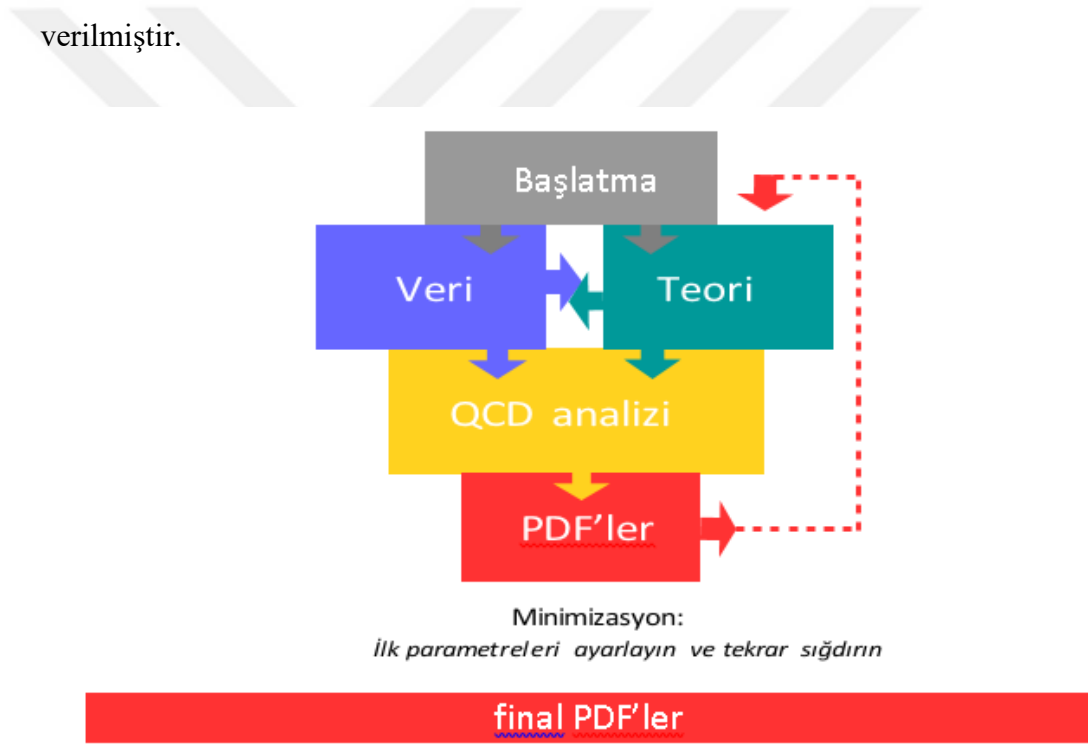 verilmiştir.
Başlatma
Veri
Teori
QCD analizi
PDF'ler
Minimizasyon:
İlk parametreleri ayarlayın ve tekrar sığdırın
final PDF'ler